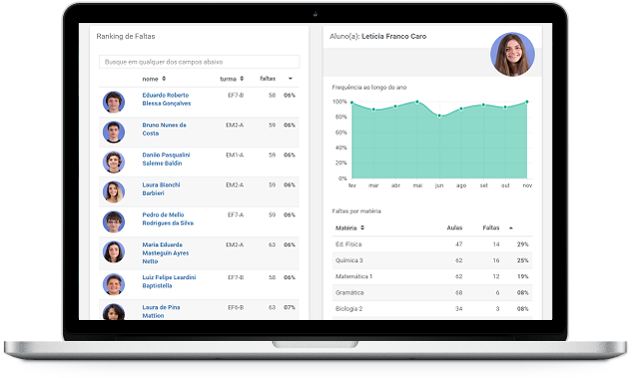 Ranking de Faltas
Busque em qualquer dos campos abaixo
nome turma faltas
Eduardo Roberto
Blessa Gonçalves
EF7-B 58 06%
Bruno Nunes da
Costa
EM2-A 59 06%
Danilo Pasqualini
Saleme Baldin
EM1-A 59 06%
Laura Bianchi
Barbieri
EM2-A 59 06%
Pedro de Mello
Rodrigues da Silva
EF7-A 59 06%
Maria Eduarda
Masteguin Ayres
Netto
EM2-A 63 06%
Luiz Felipe Leardini
Baptistella
EF7-B 58 06%
Laura de Pina
Mattion
EF6-B 63 07%
Aluno(a): Letícia Franco Caro
Frequência ao longo do ano
100%
80%
60%
40%
20%
0%
fev mar abr mai jun ago set out nov
Faltas por matéria
Matéria Aulas Faltas
Ed. Física 47 14 29%
Química 3 62 16 25%
Matemática 1 62 12 19%
Gramática 68 6 08%
Biologia 2 34 3 08%